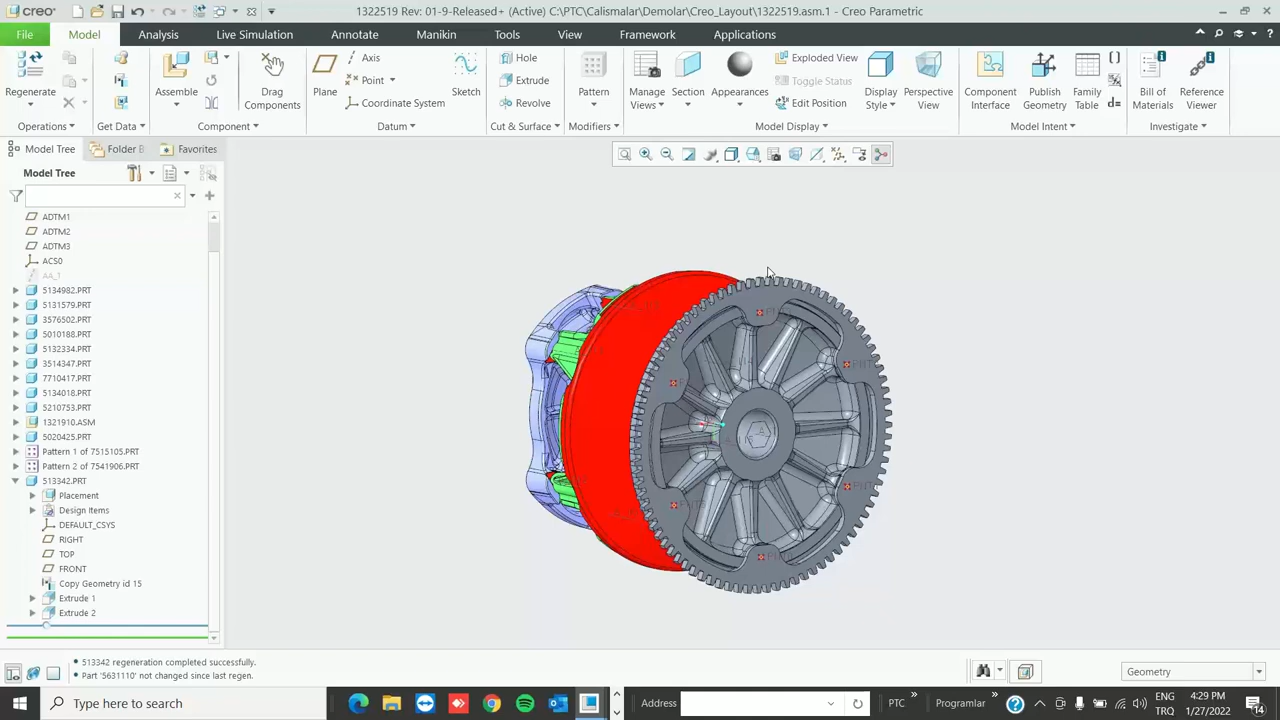 creo
1322519 Rev: 01-9-Released+ (Active) C:\PTC\Calismalar\Demolar\Creo_Layout\1322519.asm.1 - Creo Parametric
File Model Analysis Live Simulation Annotate Manikin Tools View Framework Applications
Regenerate
Operations
Get Data
Assemble
Drag Components
Component
Plane
Axis
Point
Coordinate System
Sketch
Datum
Hole
Extrude
Revolve
Cut & Surface
Pattern
Modifiers
Manage Views
Section
Appearances
Exploded View
Toggle Status
Edit Position
Display Style
Perspective View
Model Display
Component Interface
Publish Geometry
Family Table
Model Intent
Bill of Materials
Reference Viewer
Investigate
Model Tree Folder B Favorites
Model Tree
ADTM1
ADTM2
ADTM3
ACS0
AA_1
5134982.PRT
5131579.PRT
3576502.PRT
5010188.PRT
5132334.PRT
3514347.PRT
7710417.PRT
5134018.PRT
5210753.PRT
1321910.ASM
5020425.PRT
Pattern 1 of 7515105.PRT
Pattern 2 of 7541906.PRT
513342.PRT
Placement
Design Items
DEFAULT_CSYS
RIGHT
TOP
FRONT
Copy Geometry id 15
Extrude 1
Extrude 2
513342 regeneration completed successfully.
Part '5631110' not changed since last regen.
Geometry
Type here to search
Address
PTC
Programlar
ENG
TRQ
4:29 PM
1/27/2022
14